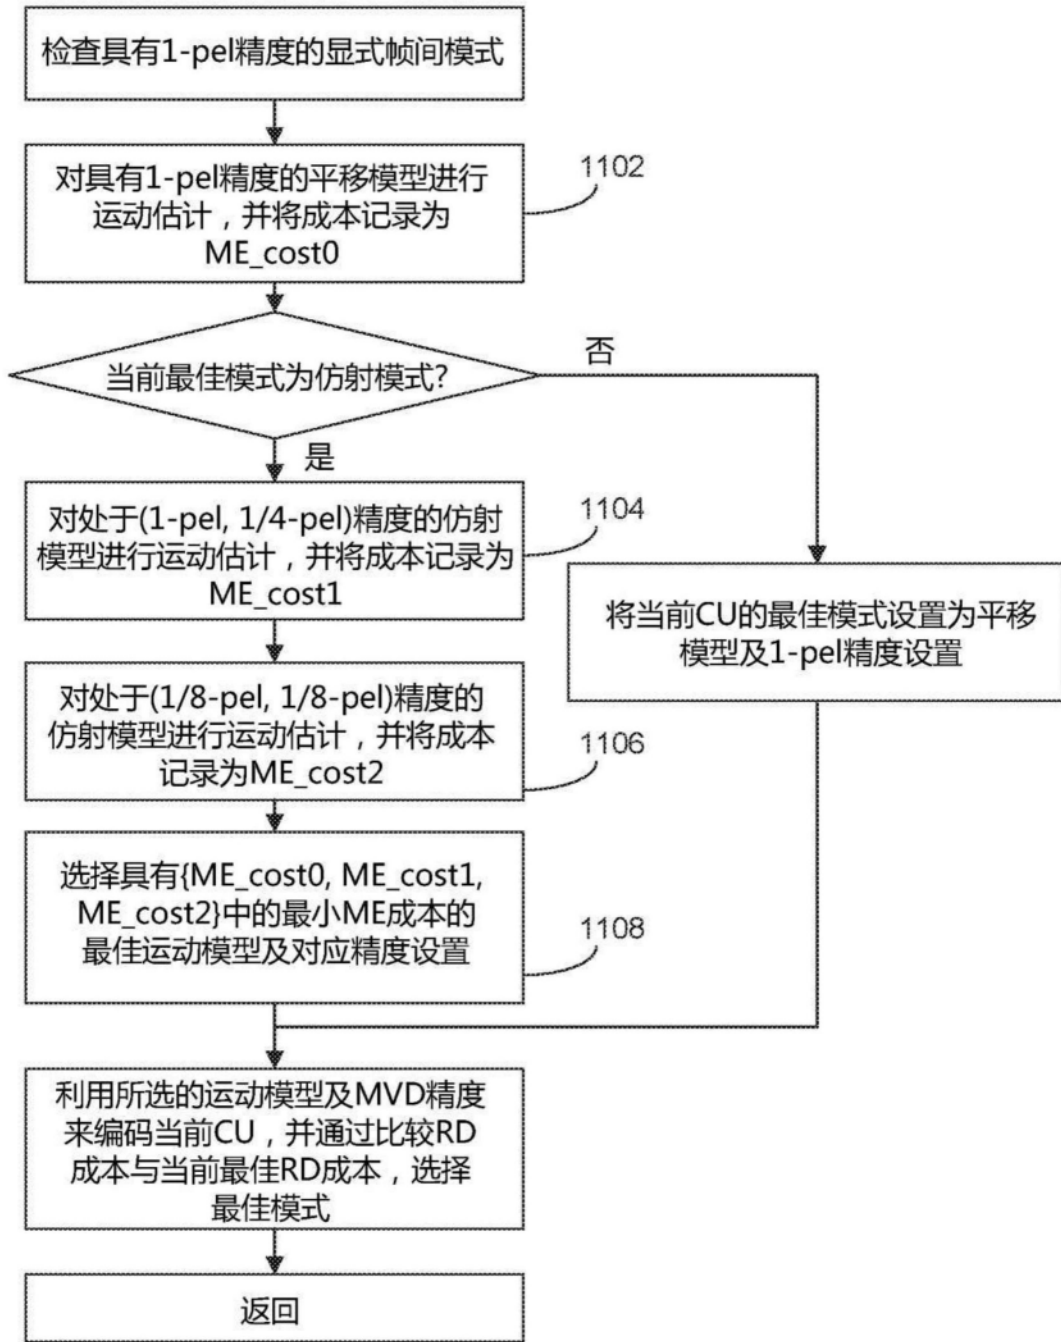 检查具有1-pel精度的显式帧间模式
对具有1-pel精度的平移模型进行
运动估计，并将成本记录为
ME_cost0
1102
当前最佳模式为仿射模式?
否
是
对处于(1-pel, 1/4-pel)精度的仿射
模型进行运动估计，并将成本记录为
ME_cost1
1104
将当前CU的最佳模式设置为平移
模型及1-pel精度设置
对处于(1/8-pel, 1/8-pel)精度的
仿射模型进行运动估计，并将成本
记录为ME_cost2
1106
选择具有{ME_cost0, ME_cost1,
ME_cost2}中的最小ME成本的
最佳运动模型及对应精度设置
1108
利用所选的运动模型及MVD精度
来编码当前CU，并通过比较RD
成本与当前最佳RD成本，选择
最佳模式
返回